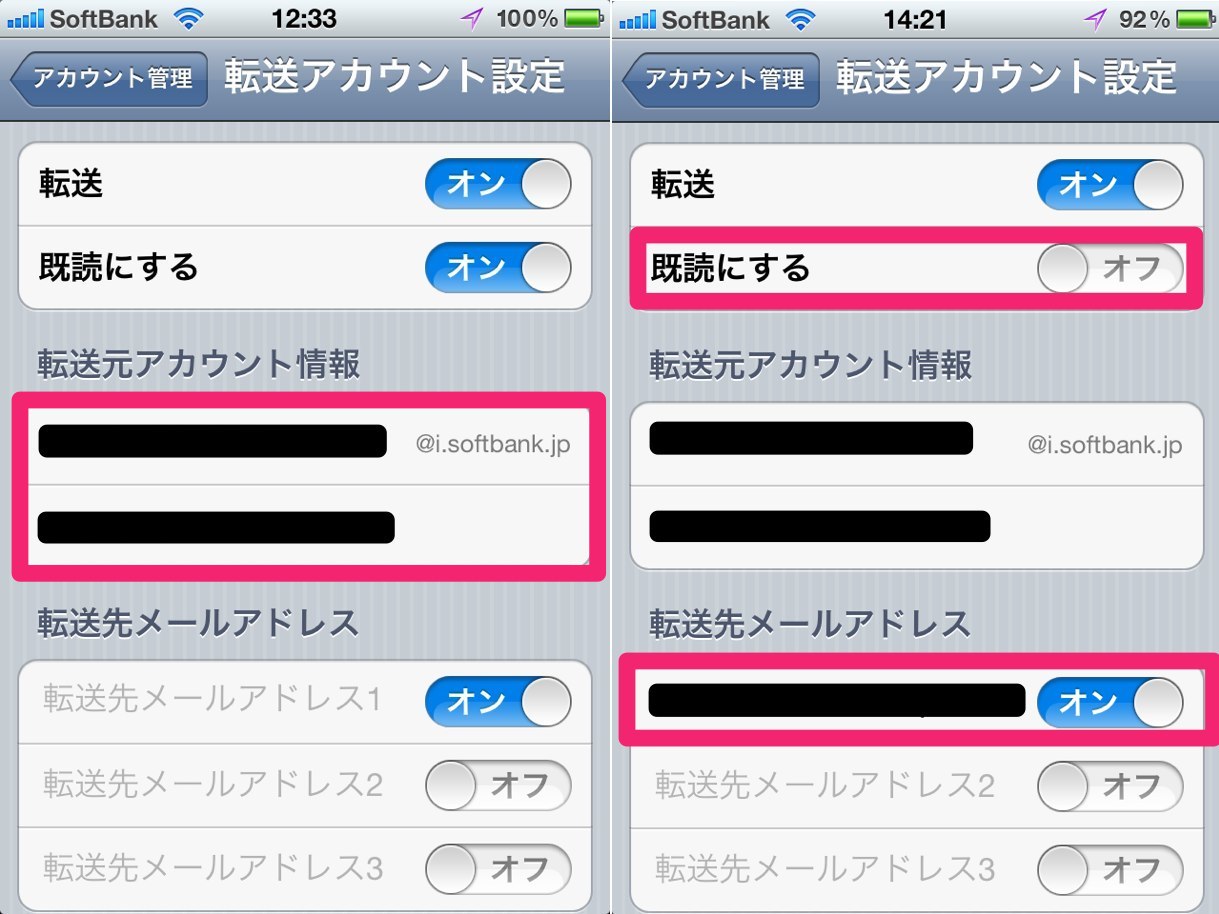 SoftBank 12:33 100%
アカウント管理 転送アカウント設定
転送 オン
既読にする オン
転送元アカウント情報
@i.softbank.jp
転送先メールアドレス
転送先メールアドレス1 オン
転送先メールアドレス2 オフ
転送先メールアドレス3 オフ
SoftBank 14:21 92%
アカウント管理 転送アカウント設定
転送 オン
既読にする オフ
転送元アカウント情報
@i.softbank.jp
転送先メールアドレス
オン
転送先メールアドレス2 オフ
転送先メールアドレス3 オフ